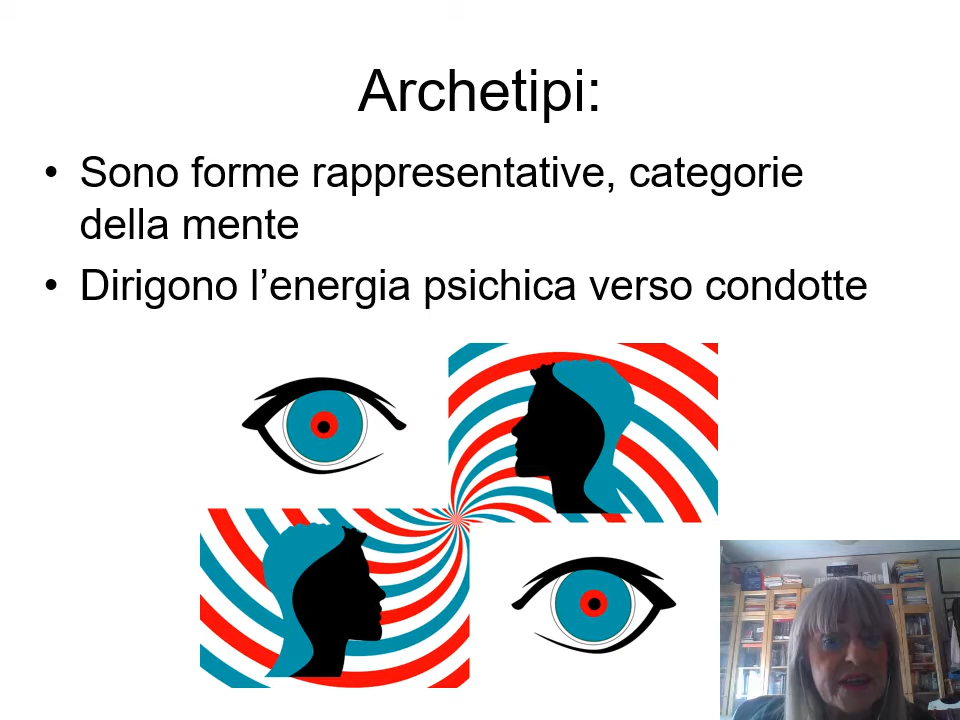 Archetipi:
• Sono forme rappresentative, categorie
della mente
• Dirigono l’energia psichica verso condotte